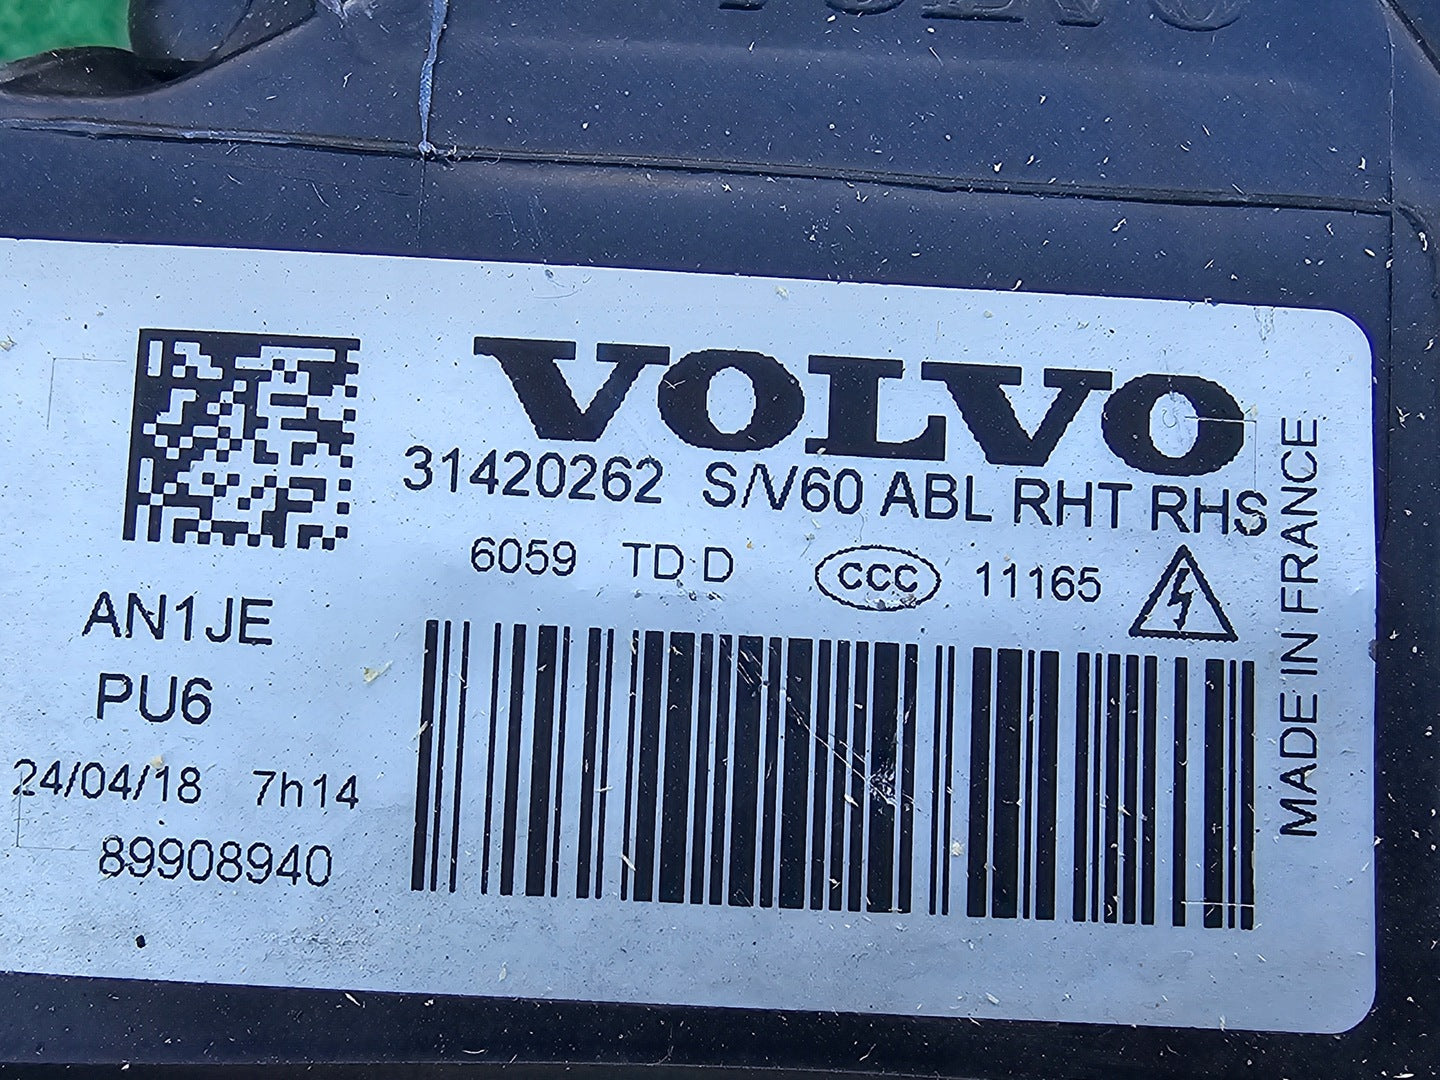 VOLVO
VOLVO
31420262 S/V60 ABL RHT RHS
6059 TD D CCC 11165
MADE IN FRANCE
AN1JE
PU6
24/04/18 7h14
89908940